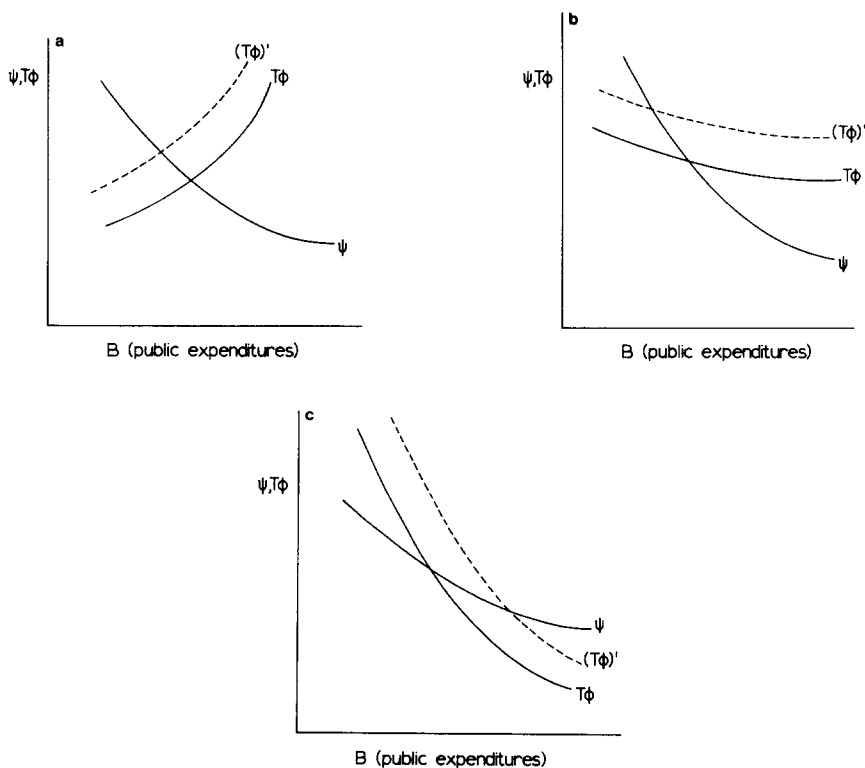 a
ψ,Tϕ
(Tϕ)'
Tϕ
ψ
B (public expenditures)
b
ψ,Tϕ
(Tϕ)'
Tϕ
ψ
B (public expenditures)
c
ψ,Tϕ
ψ
(Tϕ)'
Tϕ
B (public expenditures)